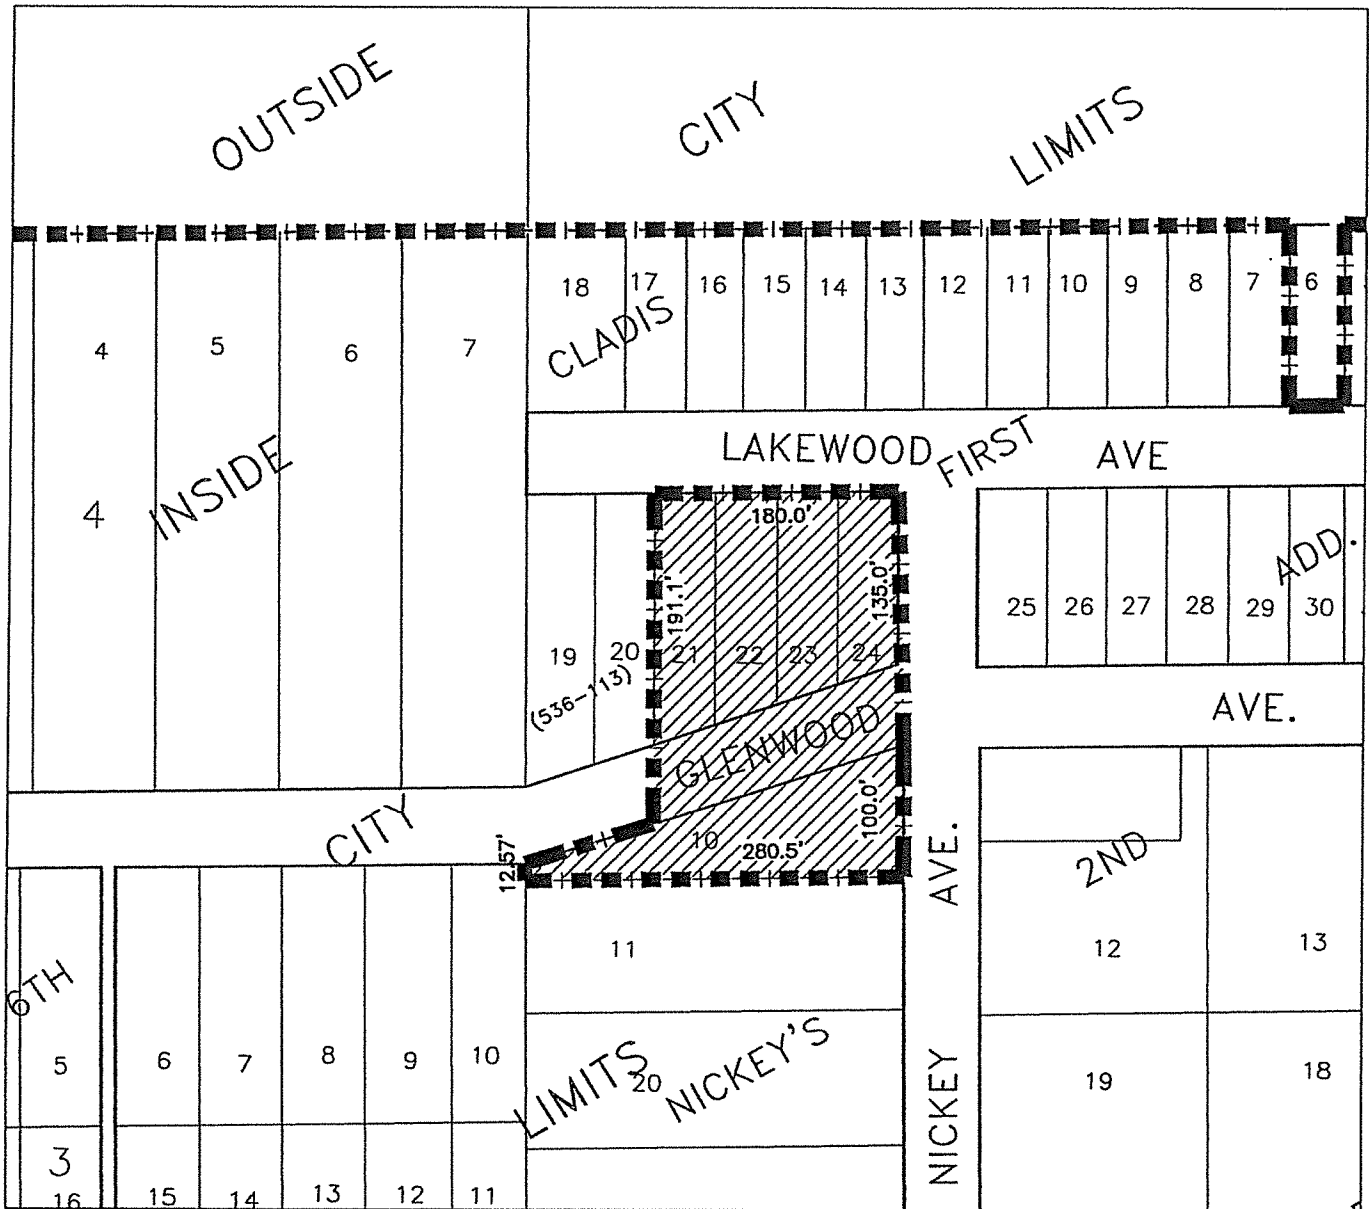 OUTSIDE CITY LIMITS
18 17 16 15 14 13 12 11 10 9 8 7 6
4 5 6 7
CLADIS
LAKEWOOD AVE
FIRST
INSIDE
4
180.0'
ADD.
191.1'
135.0'
25 26 27 28 29 30
19 20 21 22 23 24
(536-113)
AVE.
GLENWOOD
CITY
100.0'
10
280.5'
12.57'
AVE.
2ND
11
12
13
6TH
5 6 7 8 9 10
LIMITS
20
NICKEY'S
NICKEY
19
18
3
16 15 14 13 12 11